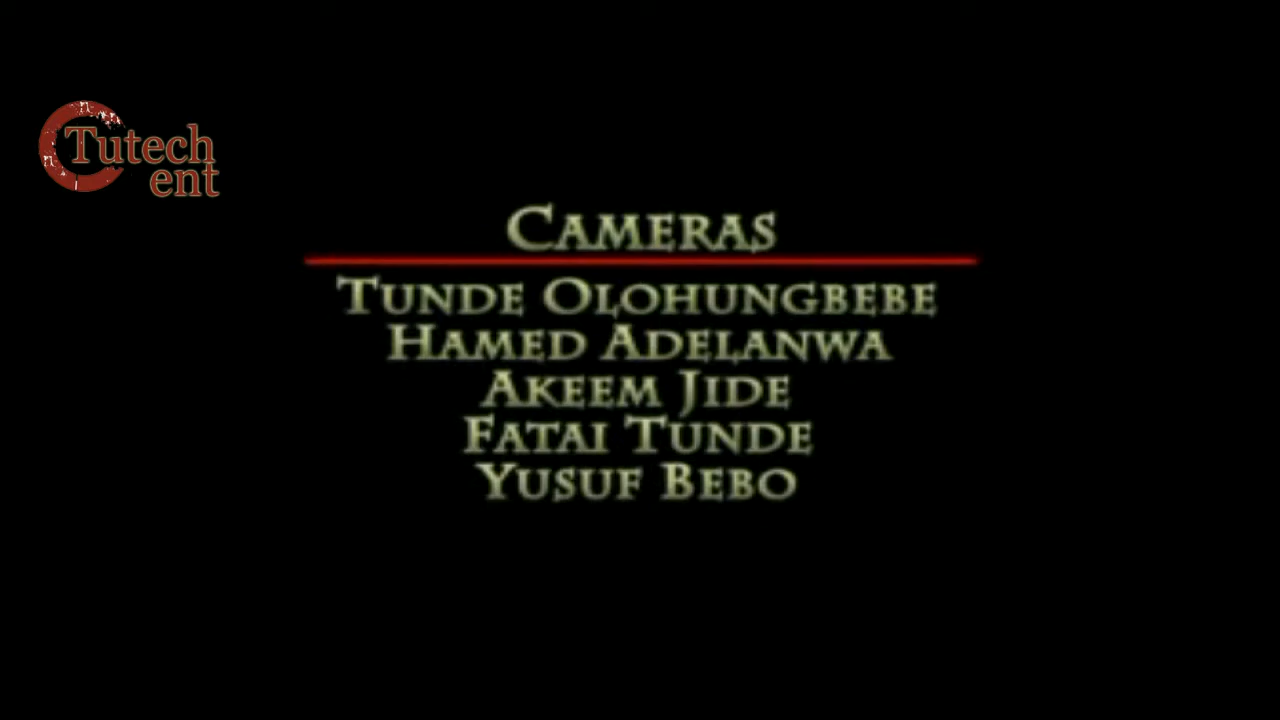 Tutech
ent
CAMERAS
TUNDE OLOHUNGBEBE
HAMED ADELANWA
AKEEM JIDE
FATAI TUNDE
YUSUF BEBO